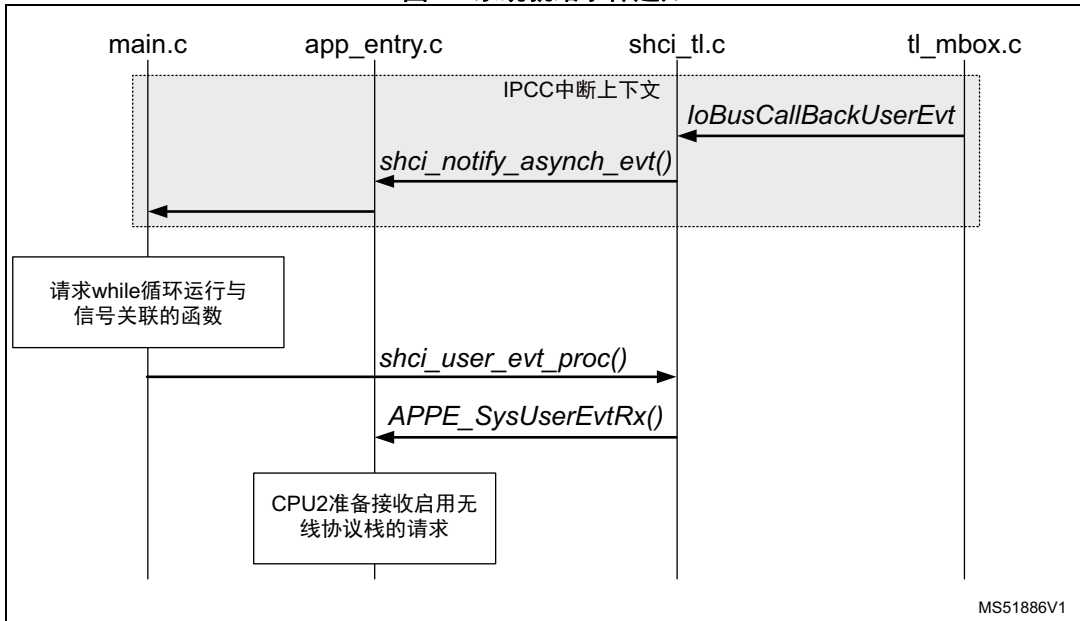 main.c app_entry.c shci_tl.c tl_mbox.c
IPCC中断上下文
IoBusCallBackUserEvt
shci_notify_asynch_evt()
请求while循环运行与
信号关联的函数
shci_user_evt_proc()
APPE_SysUserEvtRx()
CPU2准备接收启用无
线协议栈的请求
MS51886V1